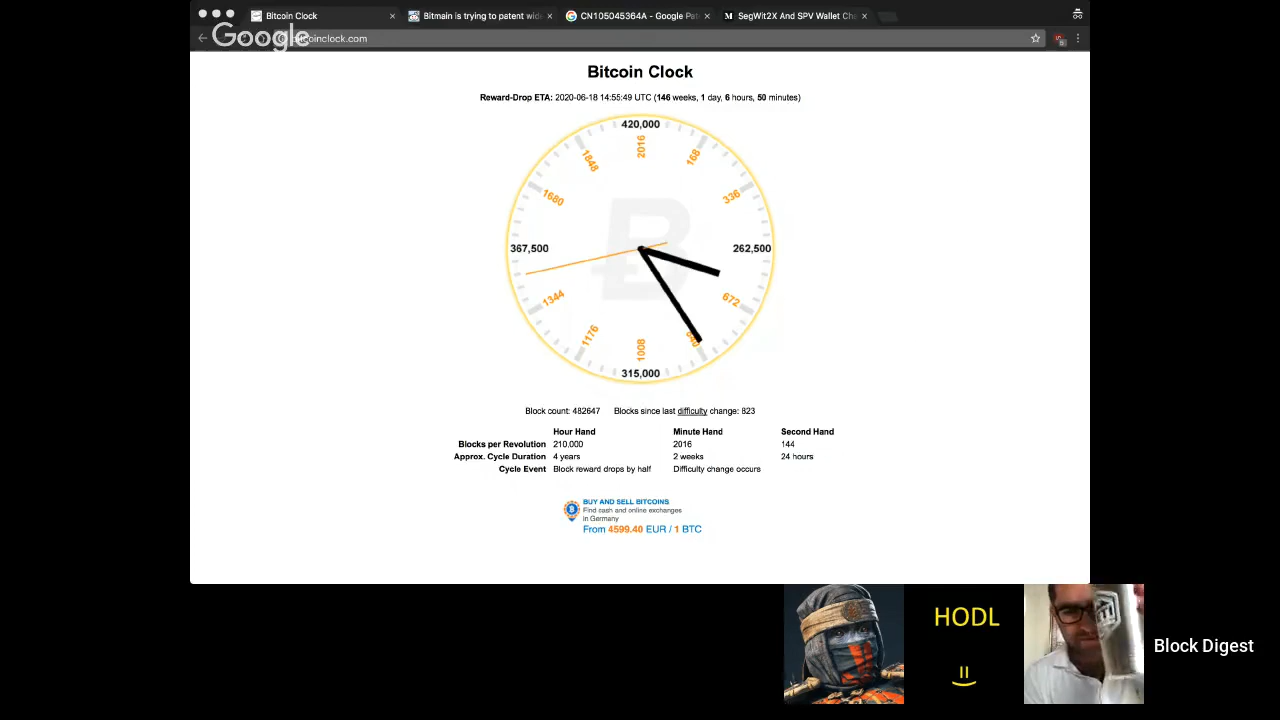 Bitcoin Clock
Bitmain is trying to patent wid
CN105045364A - Google Pat
SegWit2X And SPV Wallet Cha
Google
coinclock.com
Bitcoin Clock
Reward-Drop ETA: 2020-06-18 14:55:49 UTC (146 weeks, 1 day, 6 hours, 50 minutes)
420,000
2016
1848
168
1680
336
367,500
262,500
1344
672
1176
1008
315,000
Block count: 482647 Blocks since last difficulty change: 823
Hour Hand Minute Hand Second Hand
Blocks per Revolution 210,000 2016 144
Approx. Cycle Duration 4 years 2 weeks 24 hours
Cycle Event Block reward drops by half Difficulty change occurs
BUY AND SELL BITCOINS
Find cash and online exchanges
in Germany
From 4599.40 EUR / 1 BTC
HODL
=)
Block Digest